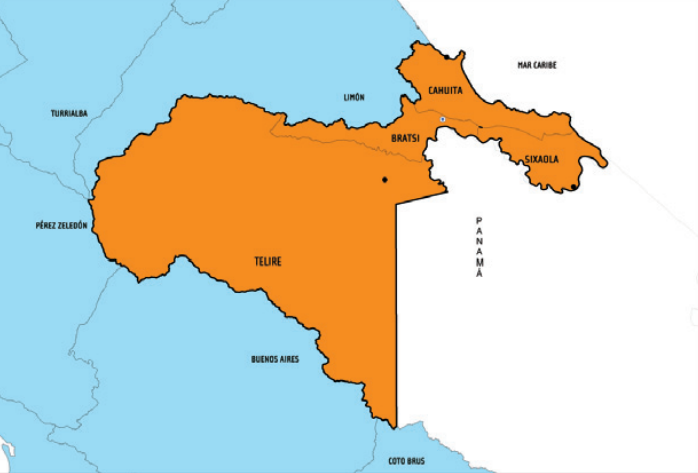 MAR CARIBE
CAHUITA
LIMÓN
TURRIALBA
BRATSI
SIXAOLA
PÉREZ ZELEDÓN
PANAMÁ
TELIRE
BUENOS AIRES
COTO BRUS